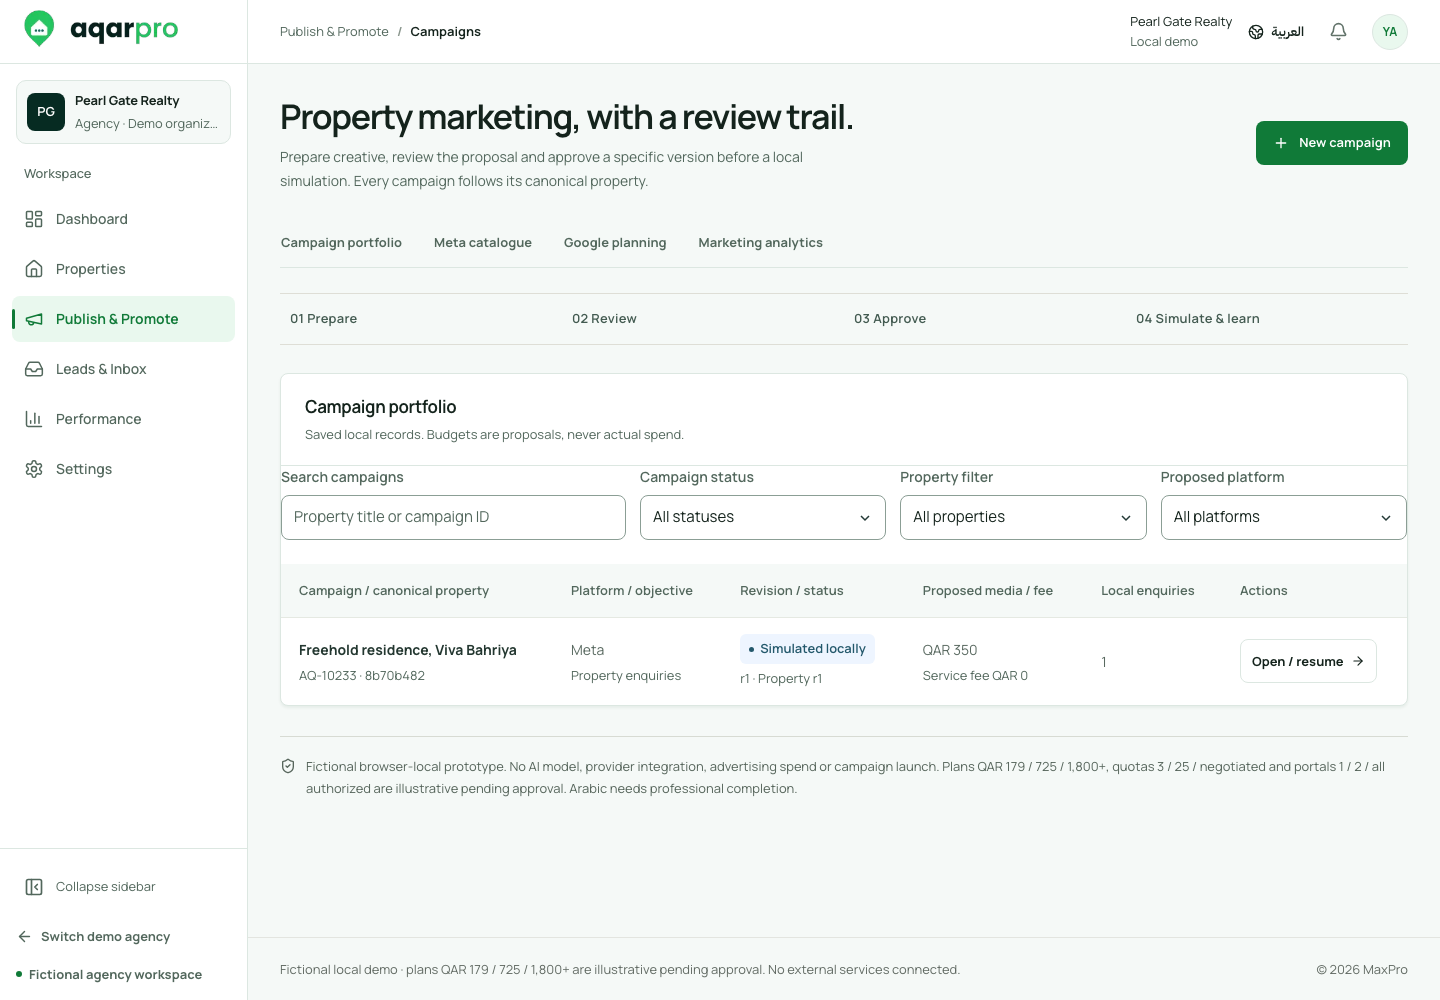 aqarpro
Publish & Promote / Campaigns
Pearl Gate Realty
Local demo
العربية
YA
PG
Pearl Gate Realty
Agency · Demo organiz...
Workspace
Dashboard
Properties
Publish & Promote
Leads & Inbox
Performance
Settings
Collapse sidebar
Switch demo agency
Fictional agency workspace
Property marketing, with a review trail.
Prepare creative, review the proposal and approve a specific version before a local
simulation. Every campaign follows its canonical property.
New campaign
Campaign portfolio Meta catalogue Google planning Marketing analytics
01 Prepare 02 Review 03 Approve 04 Simulate & learn
Campaign portfolio
Saved local records. Budgets are proposals, never actual spend.
Search campaigns Campaign status Property filter Proposed platform
Property title or campaign ID All statuses All properties All platforms
Campaign / canonical property Platform / objective Revision / status Proposed media / fee Local enquiries Actions
Freehold residence, Viva Bahriya Meta Simulated locally QAR 350 1 Open / resume
AQ-10233 · 8b70b482 Property enquiries r1 · Property r1 Service fee QAR 0
Fictional browser-local prototype. No AI model, provider integration, advertising spend or campaign launch. Plans QAR 179 / 725 / 1,800+, quotas 3 / 25 / negotiated and portals 1 / 2 / all
authorized are illustrative pending approval. Arabic needs professional completion.
Fictional local demo · plans QAR 179 / 725 / 1,800+ are illustrative pending approval. No external services connected.
© 2026 MaxPro